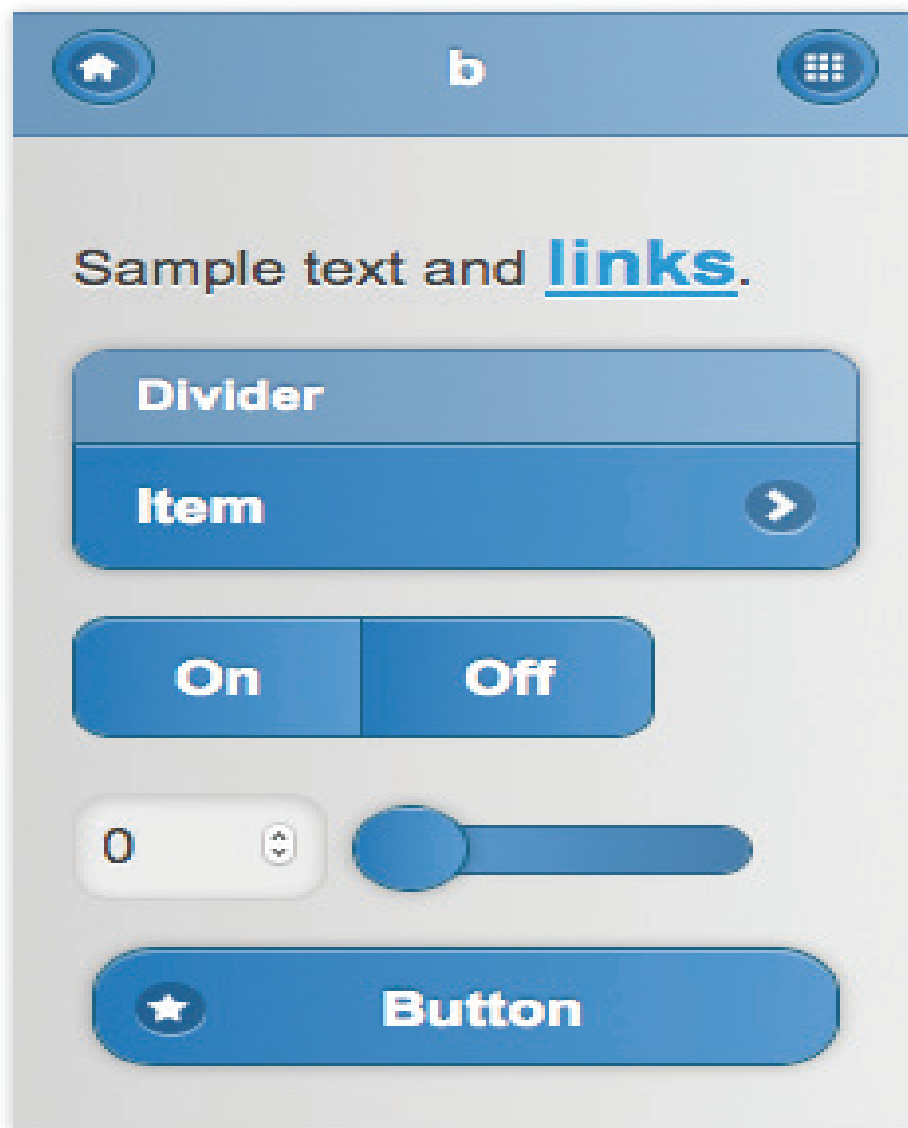 b
Sample text and links.
Divider
Item
On Off
0
Button